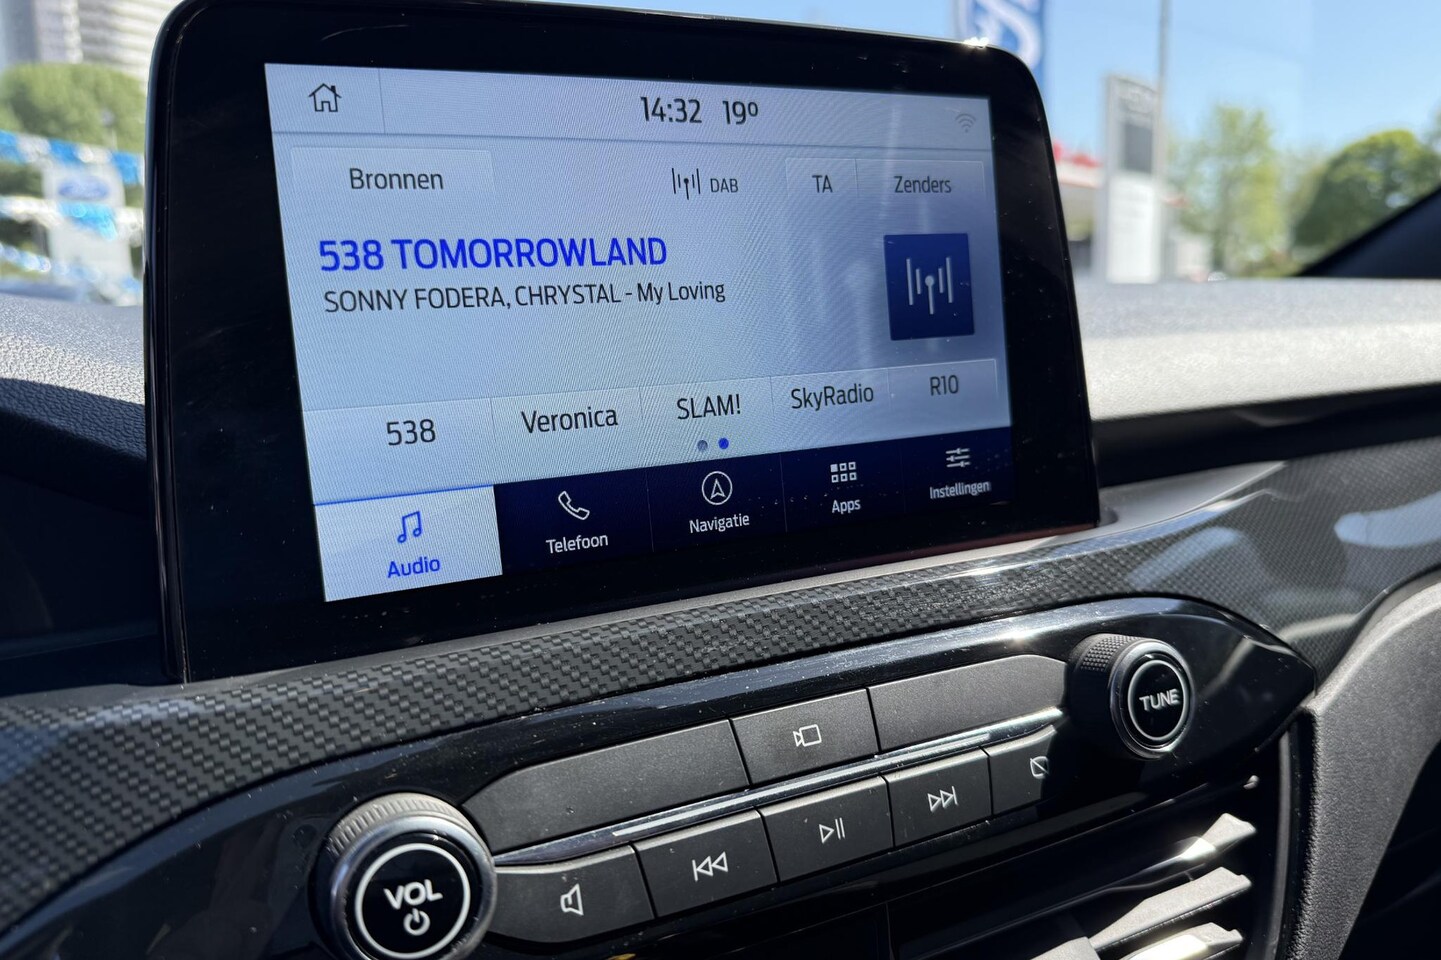 14:32 19º
Bronnen
DAB
TA
Zenders
538 TOMORROWLAND
SONNY FODERA, CHRYSTAL - My Loving
538
Veronica
SLAM!
SkyRadio
R10
Audio
Telefoon
Navigatie
Apps
Instellingen
TUNE
VOL